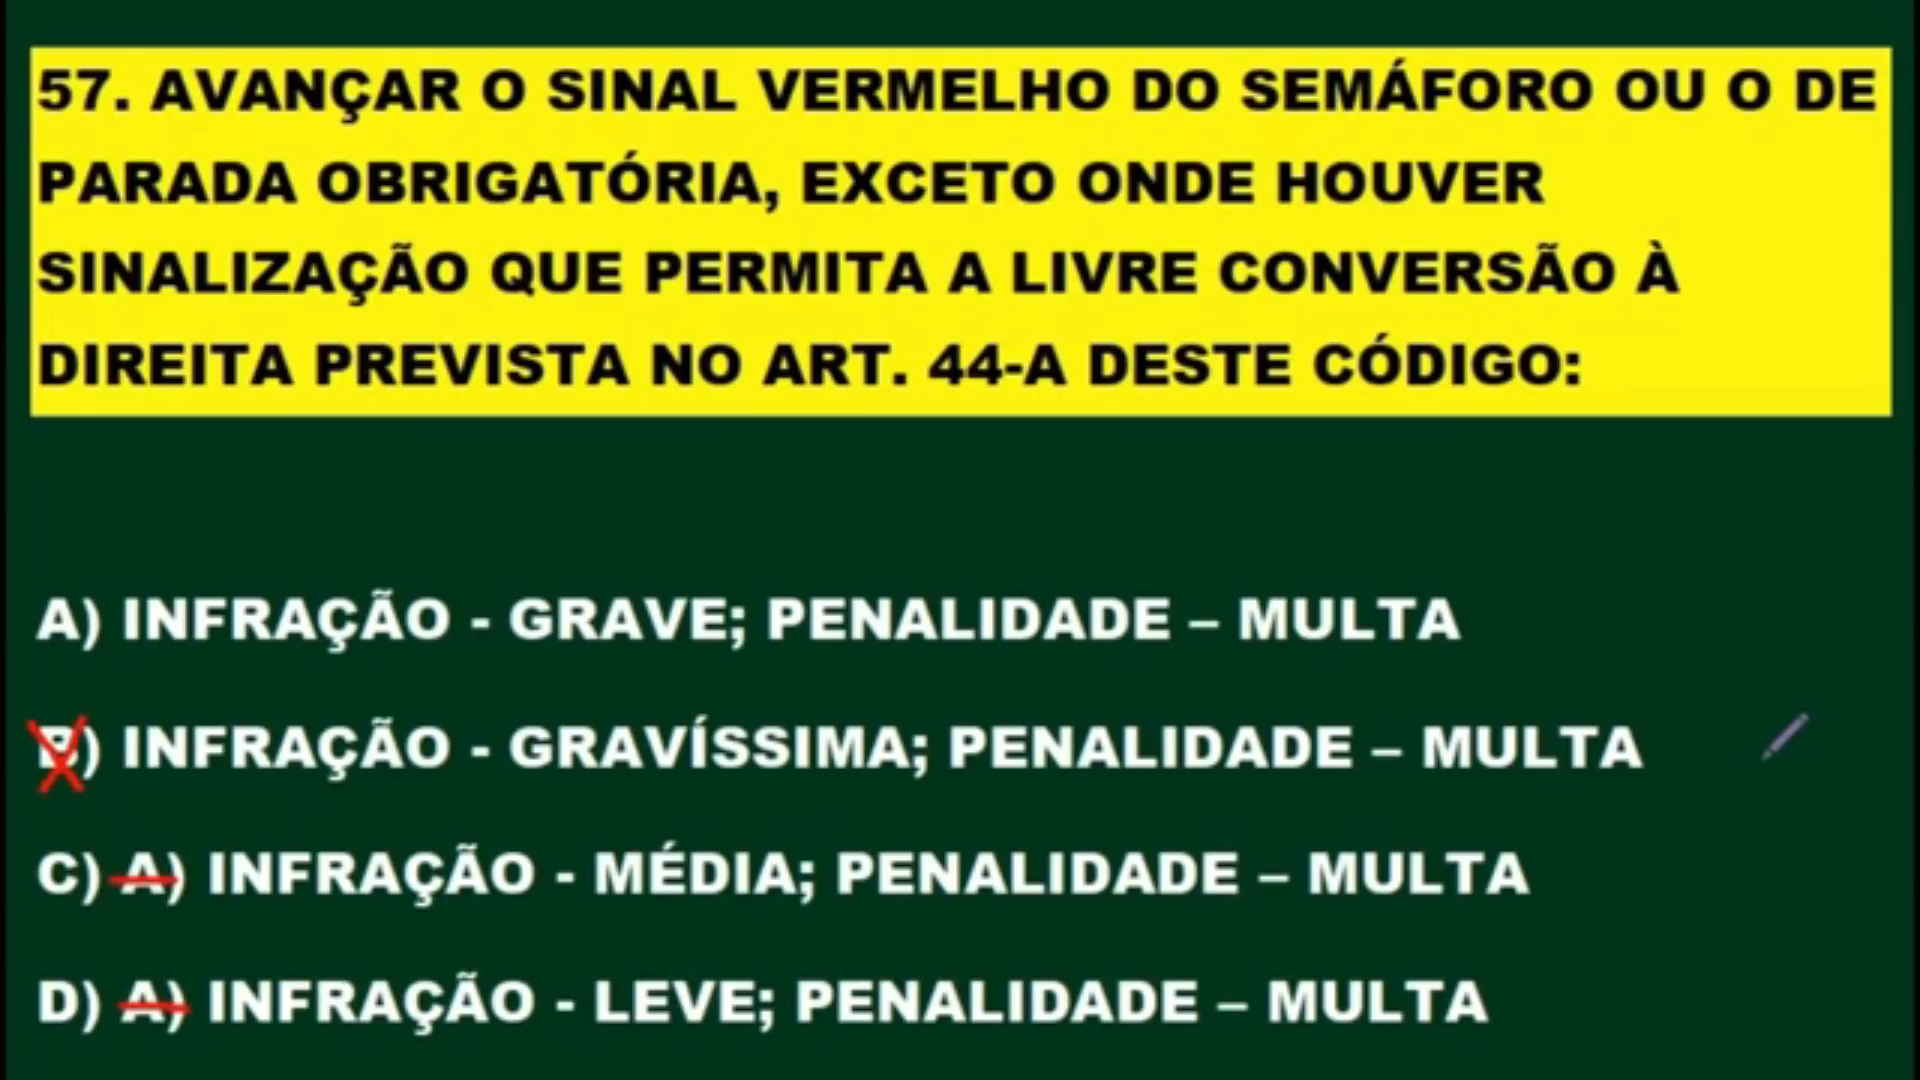 57. AVANÇAR O SINAL VERMELHO DO SEMÁFORO OU O DE
PARADA OBRIGATÓRIA, EXCETO ONDE HOUVER
SINALIZAÇÃO QUE PERMITA A LIVRE CONVERSÃO À
DIREITA PREVISTA NO ART. 44-A DESTE CÓDIGO:
A) INFRAÇÃO - GRAVE; PENALIDADE – MULTA
B) INFRAÇÃO - GRAVÍSSIMA; PENALIDADE – MULTA
C) A) INFRAÇÃO - MÉDIA; PENALIDADE – MULTA
D) A) INFRAÇÃO - LEVE; PENALIDADE – MULTA